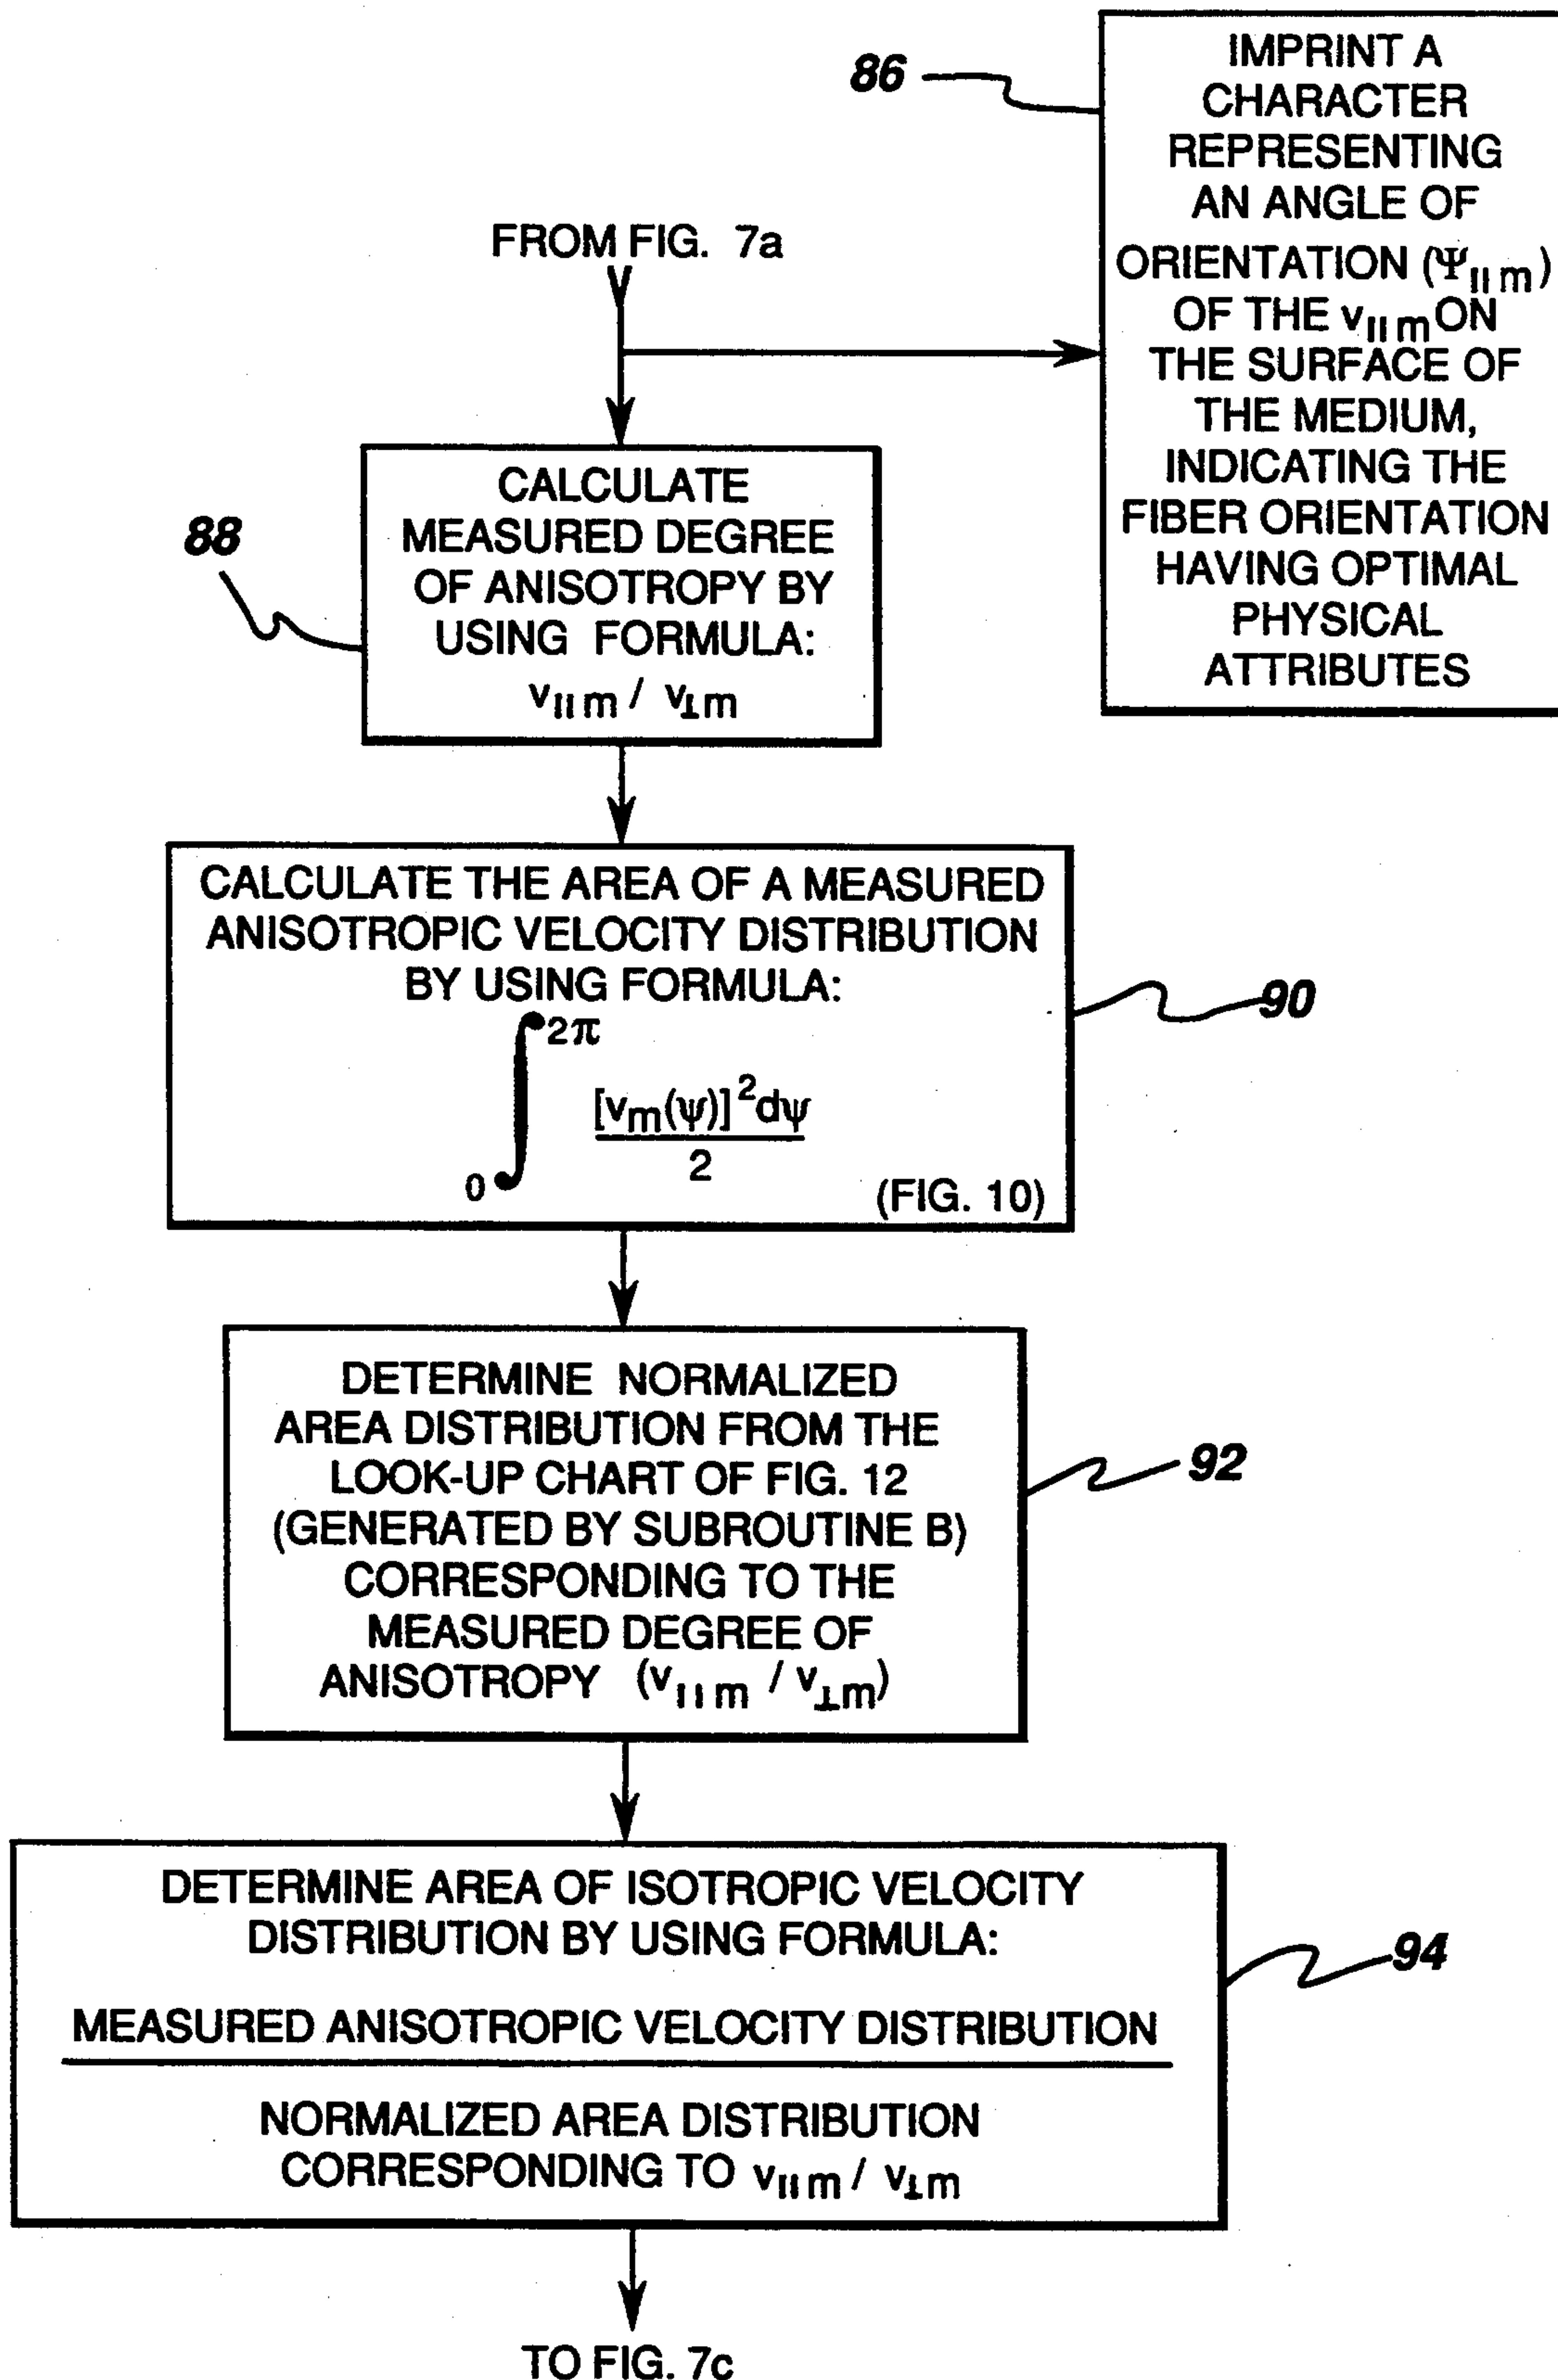 86
IMPRINT A
CHARACTER
REPRESENTING
AN ANGLE OF
ORIENTATION (Ψ||m)
OF THE v||m ON
THE SURFACE OF
THE MEDIUM,
INDICATING THE
FIBER ORIENTATION
HAVING OPTIMAL
PHYSICAL
ATTRIBUTES
FROM FIG. 7a
88
CALCULATE
MEASURED DEGREE
OF ANISOTROPY BY
USING FORMULA:
v||m / v⊥m
CALCULATE THE AREA OF A MEASURED
ANISOTROPIC VELOCITY DISTRIBUTION
BY USING FORMULA:
∫ 2π
[vm(ψ)]²dψ
2
0
(FIG. 10)
90
DETERMINE NORMALIZED
AREA DISTRIBUTION FROM THE
LOOK-UP CHART OF FIG. 12
(GENERATED BY SUBROUTINE B)
CORRESPONDING TO THE
MEASURED DEGREE OF
ANISOTROPY (v||m / v⊥m)
92
DETERMINE AREA OF ISOTROPIC VELOCITY
DISTRIBUTION BY USING FORMULA:
MEASURED ANISOTROPIC VELOCITY DISTRIBUTION
NORMALIZED AREA DISTRIBUTION
CORRESPONDING TO v||m / v⊥m
94
TO FIG. 7c